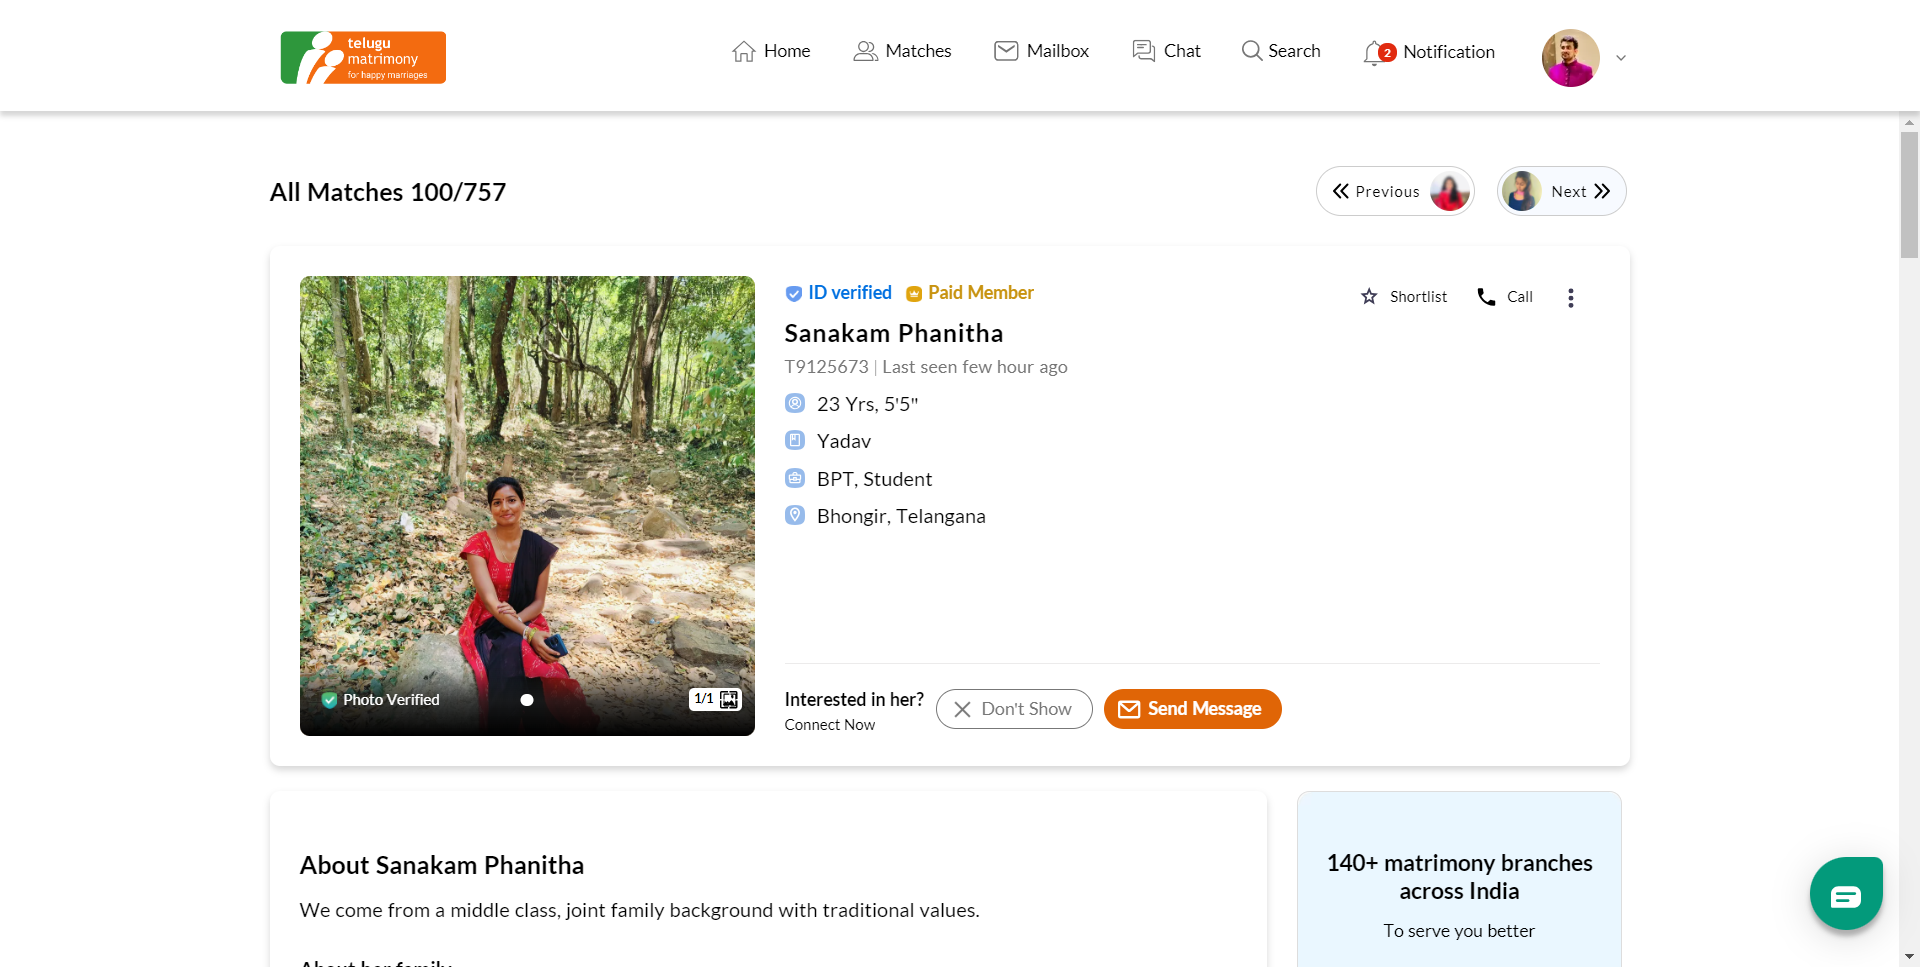 telugu
matrimony
for happy marriages
Home
Matches
Mailbox
Chat
Search
2
Notification
All Matches 100/757
Previous
Next
ID verified
Paid Member
Shortlist
Call
Sanakam Phanitha
T9125673 | Last seen few hour ago
23 Yrs, 5'5"
Yadav
BPT, Student
Bhongir, Telangana
Photo Verified
1/1
Interested in her?
Connect Now
Don't Show
Send Message
About Sanakam Phanitha
We come from a middle class, joint family background with traditional values.
About her family
140+ matrimony branches
across India
To serve you better